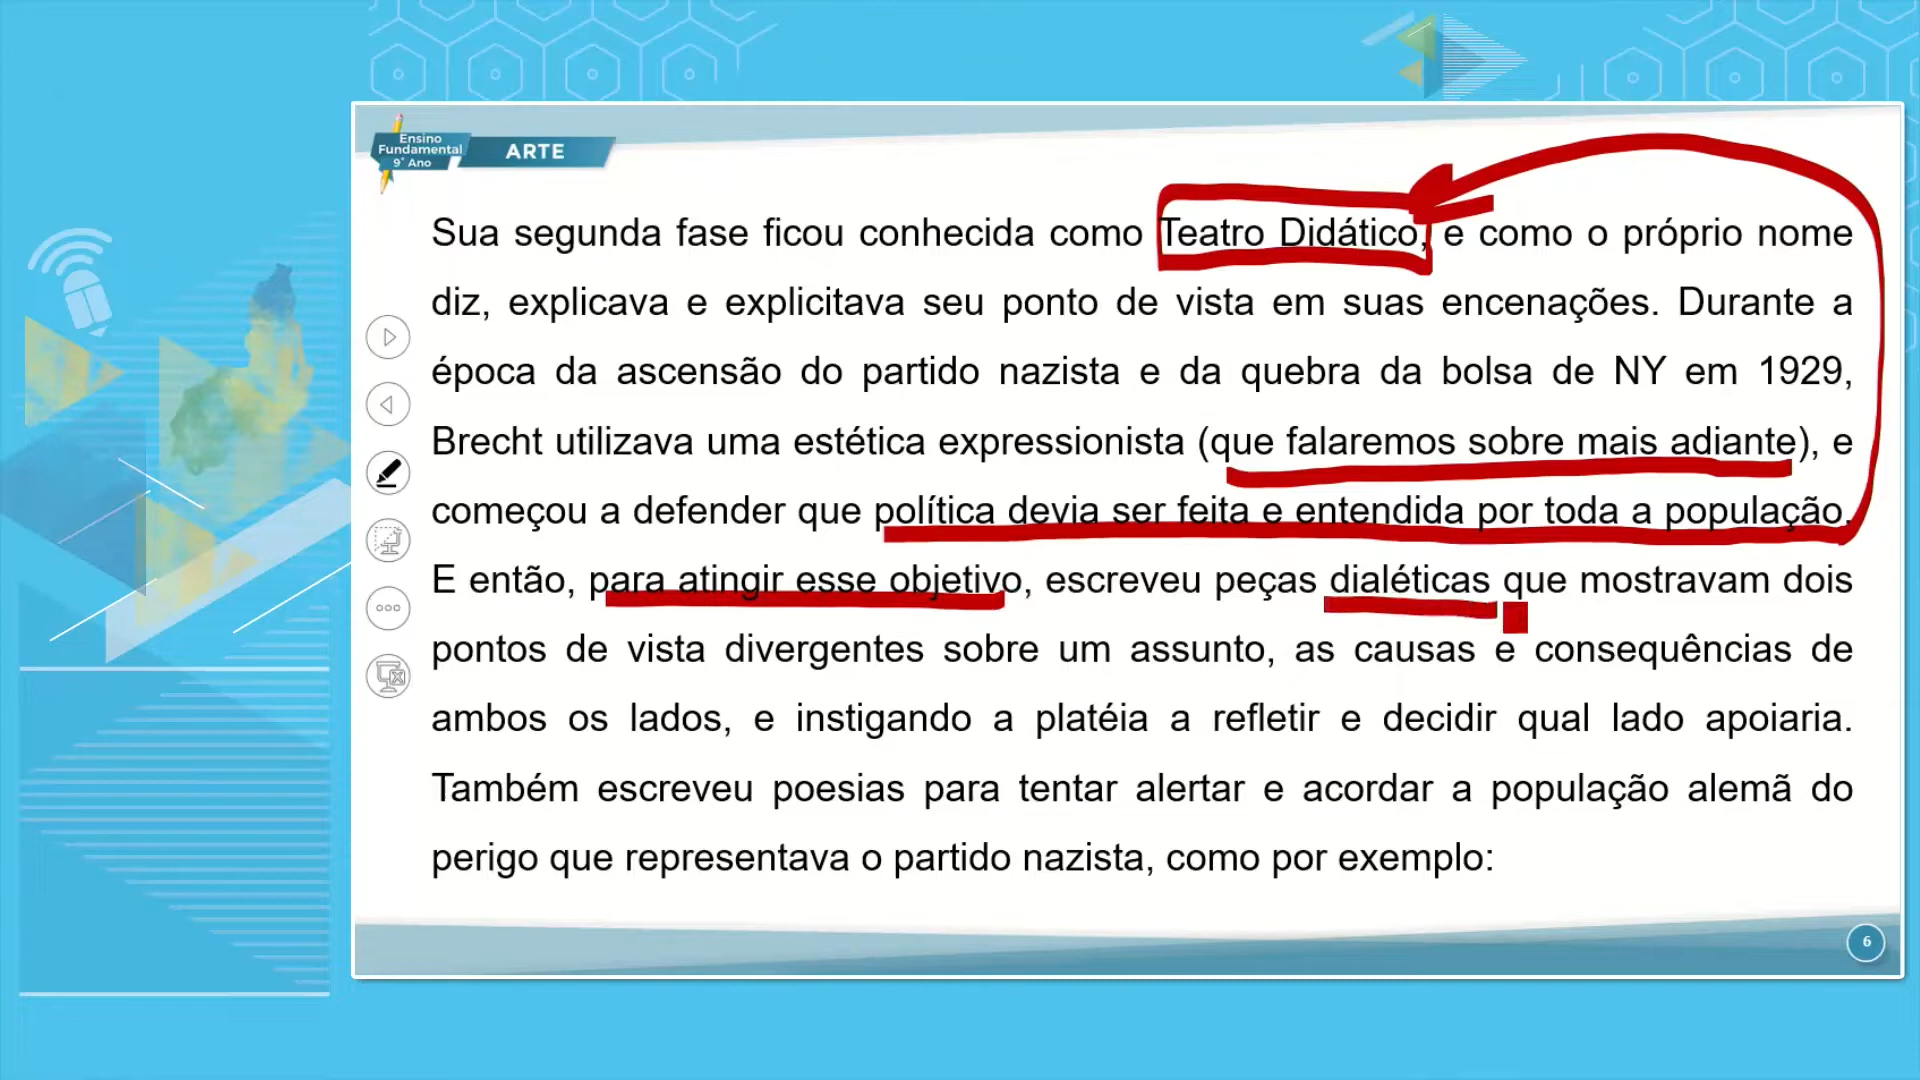 Ensino
Fundamental
9° Ano
ARTE
Sua segunda fase ficou conhecida como Teatro Didático, e como o próprio nome
diz, explicava e explicitava seu ponto de vista em suas encenações. Durante a
época da ascensão do partido nazista e da quebra da bolsa de NY em 1929,
Brecht utilizava uma estética expressionista (que falaremos sobre mais adiante), e
começou a defender que política devia ser feita e entendida por toda a população.
E então, para atingir esse objetivo, escreveu peças dialéticas que mostravam dois
pontos de vista divergentes sobre um assunto, as causas e consequências de
ambos os lados, e instigando a platéia a refletir e decidir qual lado apoiaria.
Também escreveu poesias para tentar alertar e acordar a população alemã do
perigo que representava o partido nazista, como por exemplo:
6